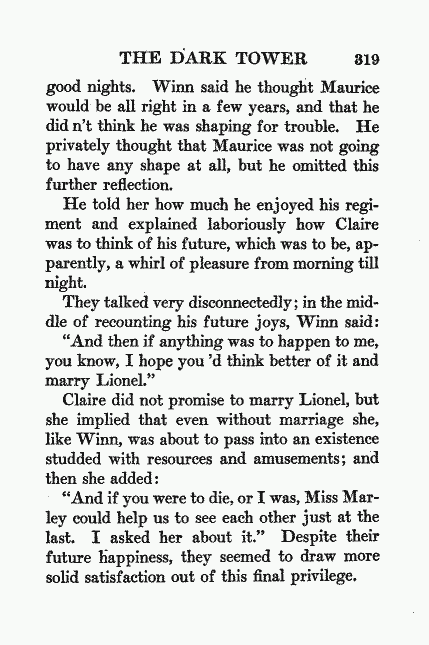 THE DARK TOWER 319
good nights. Winn said he thought Maurice
would be all right in a few years, and that he
did n't think he was shaping for trouble. He
privately thought that Maurice was not going
to have any shape at all, but he omitted this
further reflection.
He told her how much he enjoyed his regi-
ment and explained laboriously how Claire
was to think of his future, which was to be, ap-
parently, a whirl of pleasure from morning till
night.
They talked very disconnectedly; in the mid-
dle of recounting his future joys, Winn said:
"And then if anything was to happen to me,
you know, I hope you 'd think better of it and
marry Lionel."
Claire did not promise to marry Lionel, but
she implied that even without marriage she,
like Winn, was about to pass into an existence
studded with resources and amusements; and
then she added:
"And if you were to die, or I was, Miss Mar-
ley could help us to see each other just at the
last. I asked her about it." Despite their
future happiness, they seemed to draw more
solid satisfaction out of this final privilege.